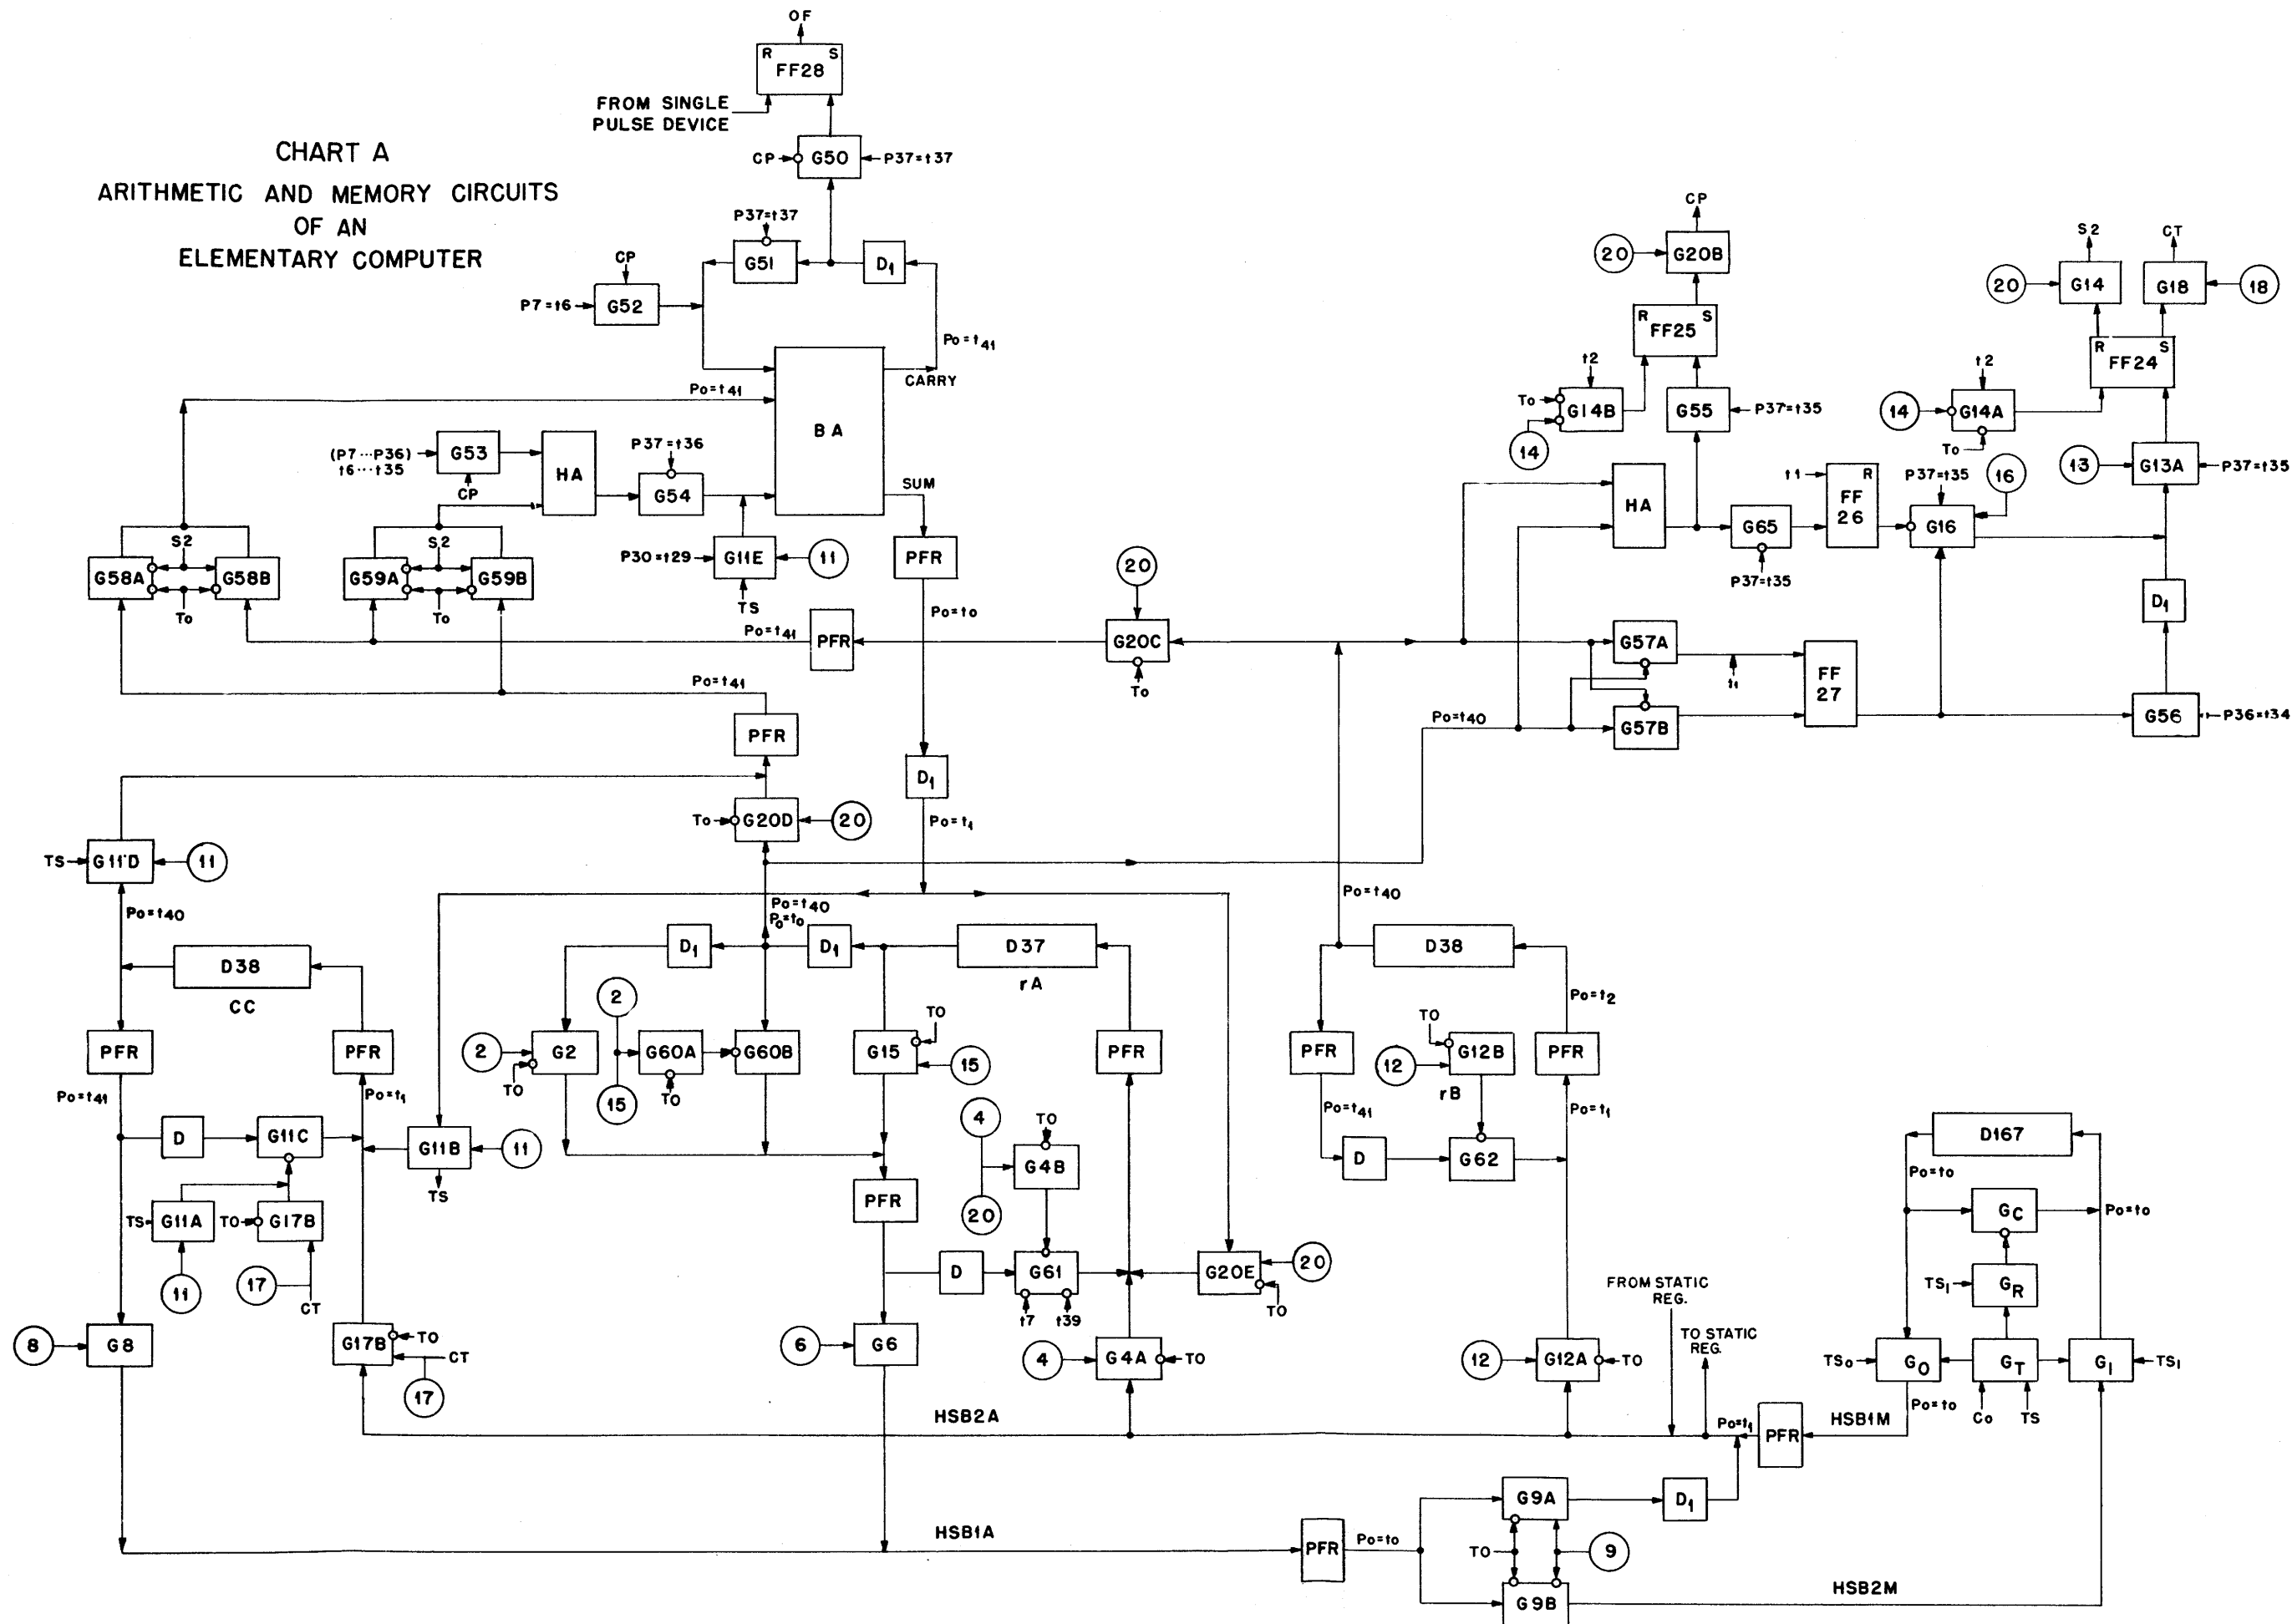 CHART A
ARITHMETIC AND MEMORY CIRCUITS
OF AN
ELEMENTARY COMPUTER
OF
R S
FF28
FROM SINGLE
PULSE DEVICE
CP
G50
P37=t37
P37=t37
G51
D1
CP
P7=t6
G52
Po=t41
CARRY
Po=t41
BA
(P7...P36)
t6...t35
G53
CP
HA
P37=t36
G54
SUM
S2
G58A
G58B
To
S2
G59A
G59B
To
P30=t29
G11E
11
TS
PFR
Po=to
Po=t41
PFR
20
G20C
To
Po=t41
PFR
D1
Po=t1
To
G20D
20
TS
G11D
11
Po=t40
CP
20
G20B
R S
FF25
t2
To
G14B
14
G55
P37=t35
HA
G65
P37=t35
t1
R
FF
26
P37=t35
16
G16
S2
CT
20
G14
G18
18
R S
FF24
t2
14
G14A
To
13
G13A
P37=t35
D1
G57A
t1
FF
27
Po=t40
G57B
G56
P36=t34
Po=t40
Po=t40
Po=to
D38
CC
D1
D1
D37
rA
D38
PFR
PFR
2
2
G2
TO
G60A
15
TO
G60B
TO
G15
15
PFR
PFR
TO
12
G12B
rB
PFR
Po=t2
Po=t41
Po=t1
Po=t41
Po=t1
D
G11C
G11B
11
TS
4
TO
G4B
20
D
G62
D167
TS
G11A
11
TO
G17B
17
CT
PFR
D
G61
t7
t39
G20E
20
TO
Po=to
GC
Po=to
TS1
GR
FROM STATIC
REG.
TO STATIC
REG.
8
G8
G17B
TO
CT
17
6
G6
4
G4A
TO
12
G12A
TO
TSo
GO
GT
GI
TS1
Po=to
Co
TS
HSB2A
Po=t1
PFR
HSB1M
G9A
D1
HSB1A
PFR
Po=to
TO
9
G9B
HSB2M